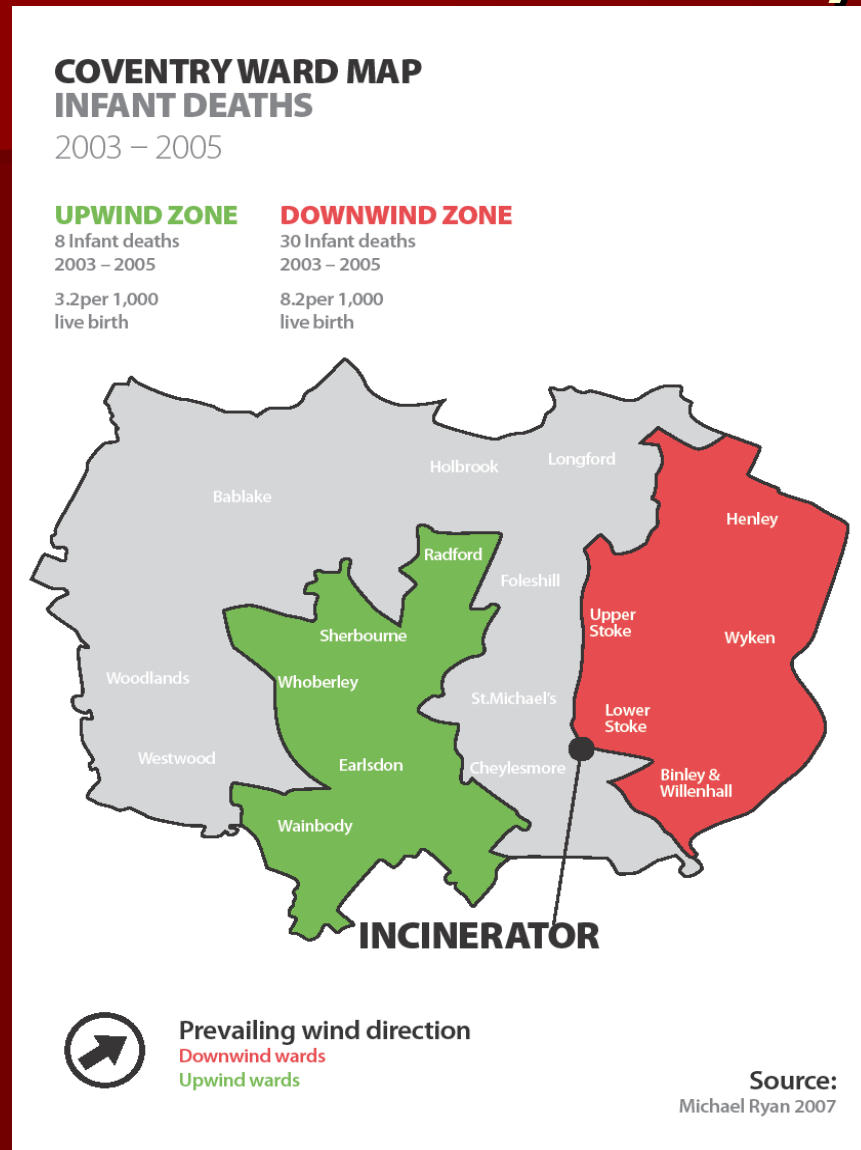 COVENTRY WARD MAP
INFANT DEATHS
2003 – 2005
UPWIND ZONE
8 Infant deaths
2003 – 2005
3.2per 1,000
live birth
DOWNWIND ZONE
30 Infant deaths
2003 – 2005
8.2per 1,000
live birth
Longford
Holbrook
Bablake
Henley
Radford
Foleshill
Upper
Stoke
Sherbourne
Wyken
Woodlands
Whoberley
St.Michael's
Lower
Stoke
Westwood
Earlsdon
Cheylesmore
Binley &
Willenhall
Wainbody
INCINERATOR
Prevailing wind direction
Downwind wards
Upwind wards
Source:
Michael Ryan 2007